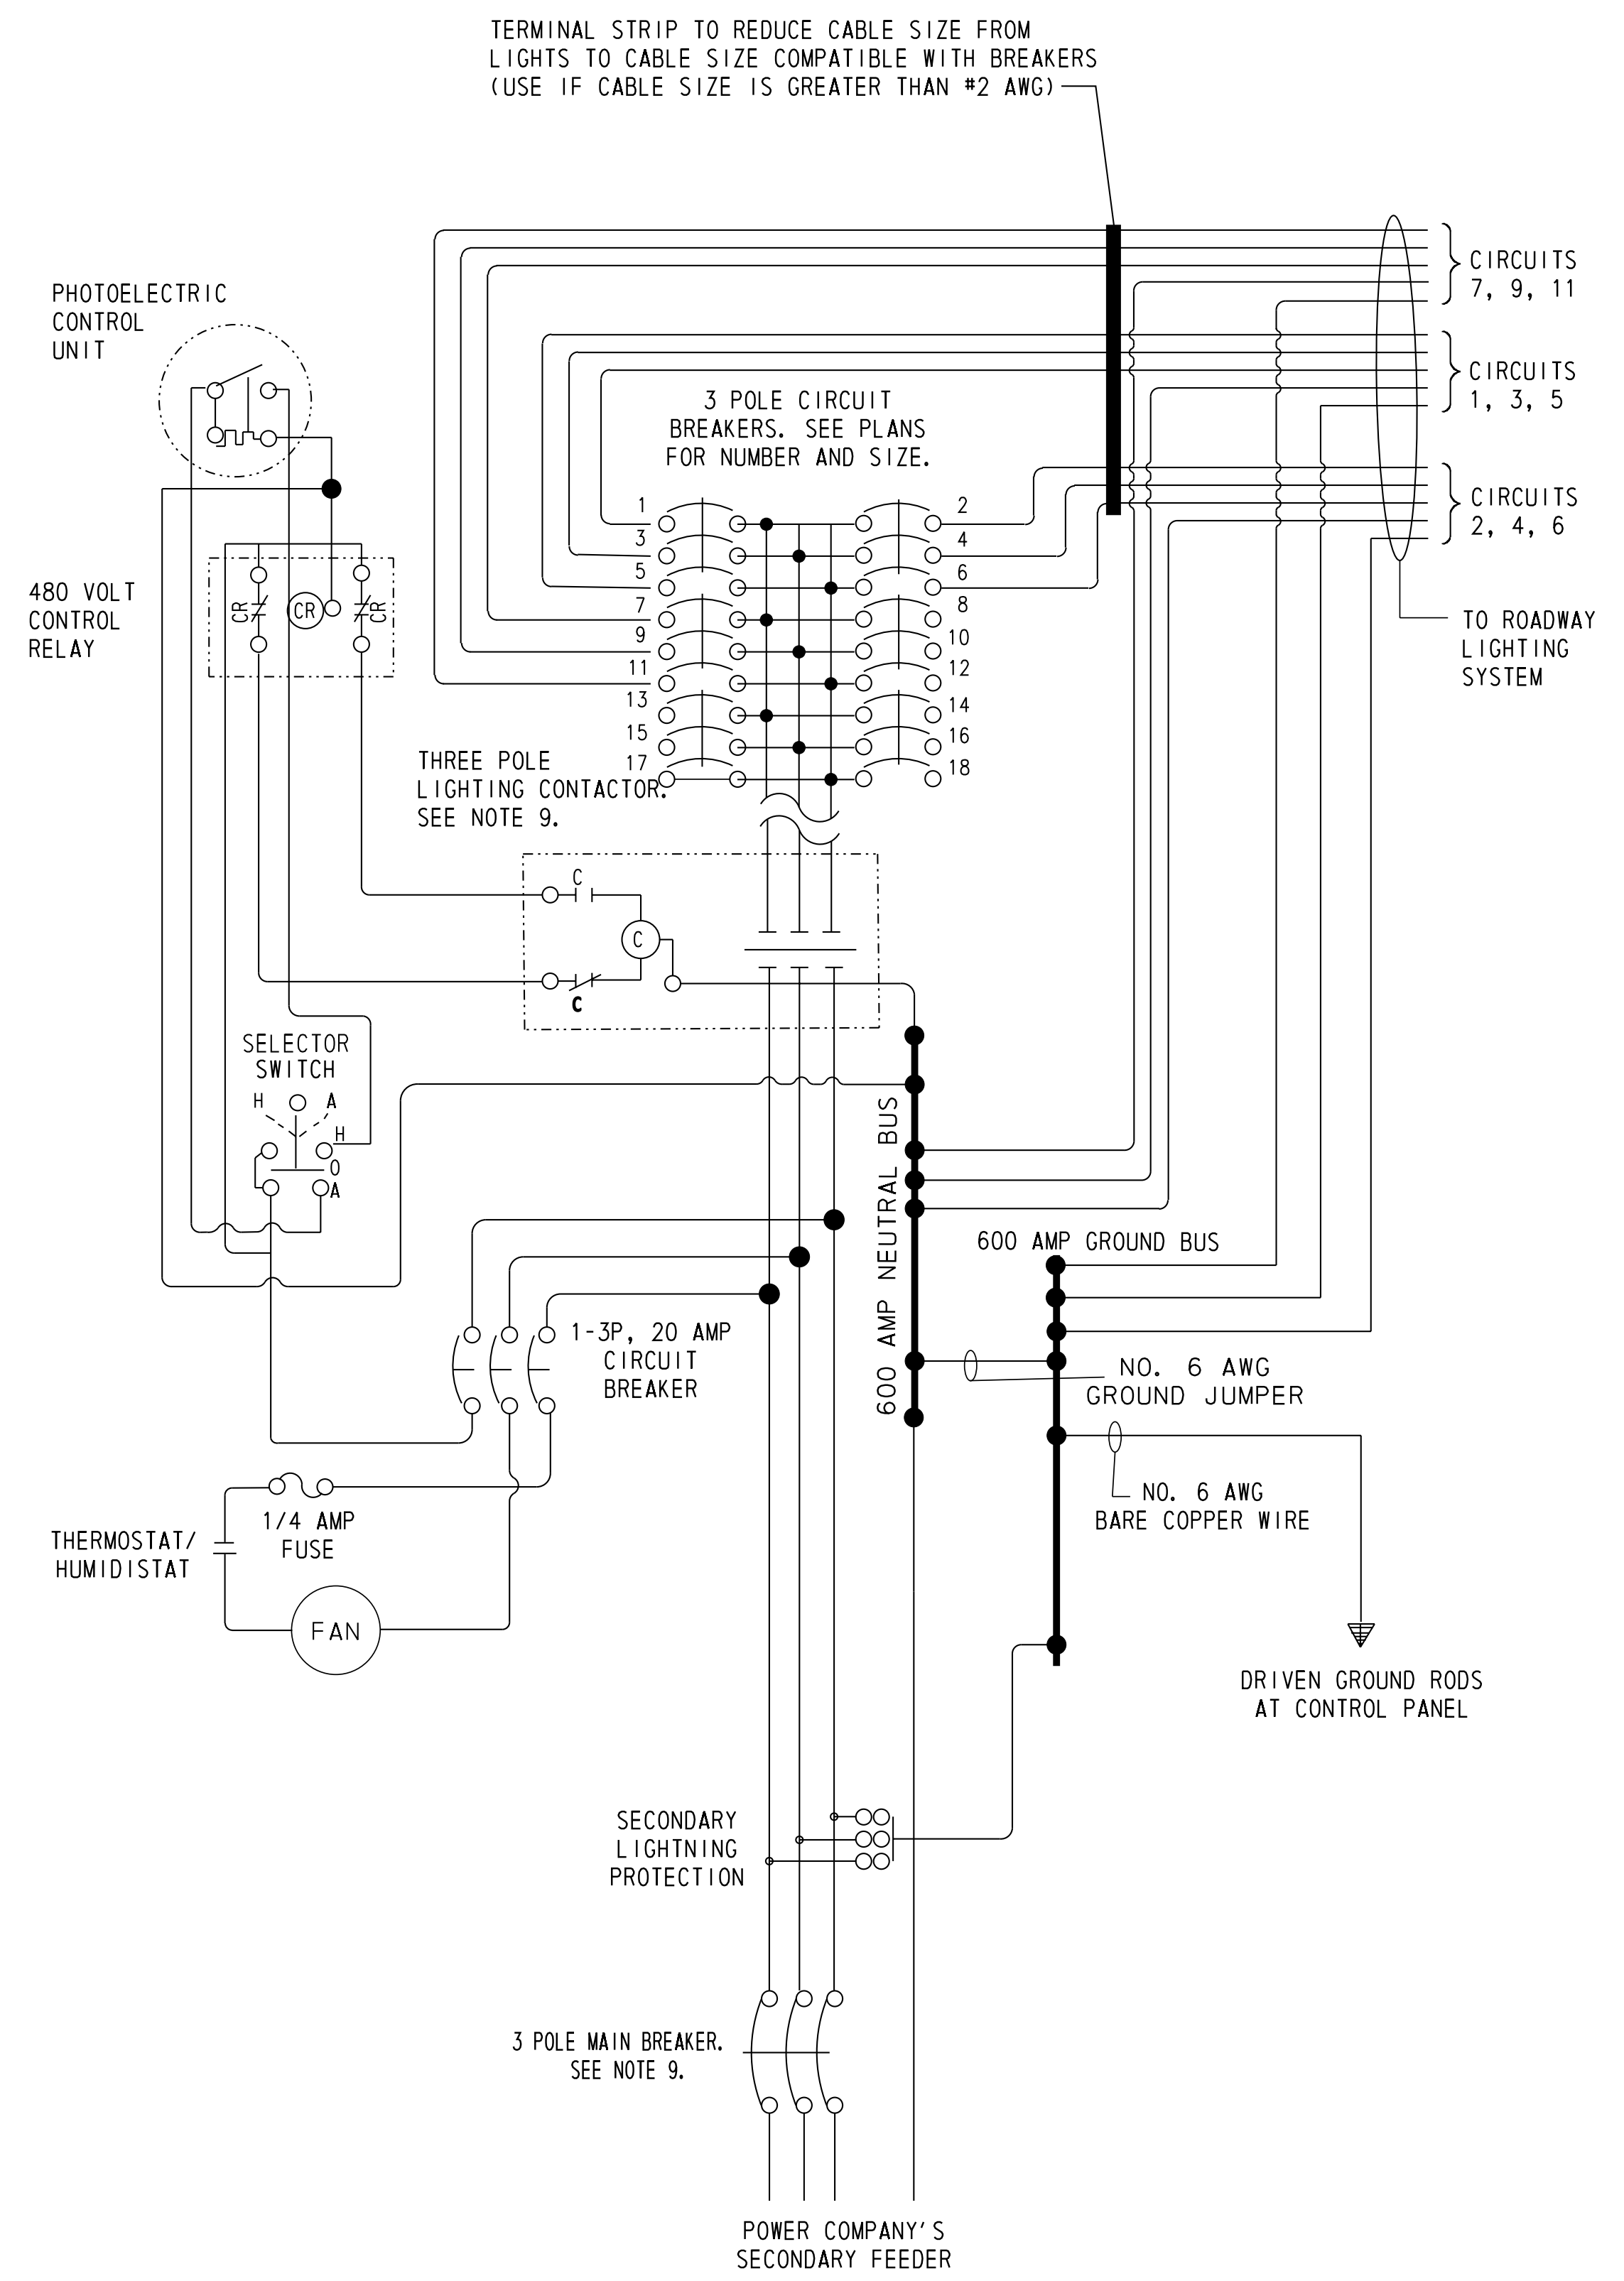 TERMINAL STRIP TO REDUCE CABLE SIZE FROM
LIGHTS TO CABLE SIZE COMPATIBLE WITH BREAKERS
(USE IF CABLE SIZE IS GREATER THAN #2 AWG)
CIRCUITS
7, 9, 11
PHOTOELECTRIC
CONTROL
UNIT
CIRCUITS
1, 3, 5
3 POLE CIRCUIT
BREAKERS. SEE PLANS
FOR NUMBER AND SIZE.
CIRCUITS
2, 4, 6
1 2
3 4
5 6
7 8
9 10
11 12
13 14
15 16
17 18
480 VOLT
CONTROL
RELAY
CR CR CR
TO ROADWAY
LIGHTING
SYSTEM
THREE POLE
LIGHTING CONTACTOR.
SEE NOTE 9.
C
C
C
SELECTOR
SWITCH
H A
H
O
A
600 AMP NEUTRAL BUS
600 AMP GROUND BUS
1-3P, 20 AMP
CIRCUIT
BREAKER
NO. 6 AWG
GROUND JUMPER
NO. 6 AWG
BARE COPPER WIRE
1/4 AMP
FUSE
THERMOSTAT/
HUMIDISTAT
FAN
DRIVEN GROUND RODS
AT CONTROL PANEL
SECONDARY
LIGHTNING
PROTECTION
3 POLE MAIN BREAKER.
SEE NOTE 9.
POWER COMPANY'S
SECONDARY FEEDER